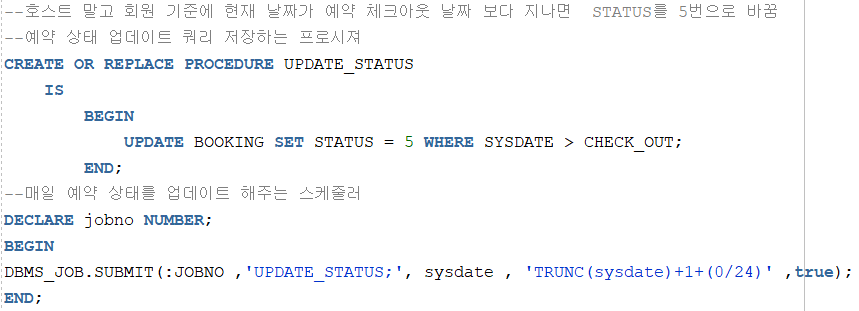 --호스트 말고 회원 기준에 현재 날짜가 예약 체크아웃 날짜 보다 지나면  STATUS를 5번으로 바꿈
--예약 상태 업데이트 쿼리 저장하는 프로시져
CREATE OR REPLACE PROCEDURE UPDATE_STATUS
    IS
        BEGIN
            UPDATE BOOKING SET STATUS = 5 WHERE SYSDATE > CHECK_OUT;
        END;
--매일 예약 상태를 업데이트 해주는 스케줄러
DECLARE jobno NUMBER;
BEGIN
DBMS_JOB.SUBMIT(:JOBNO ,'UPDATE_STATUS;', sysdate , 'TRUNC(sysdate)+1+(0/24)' ,true);
END;